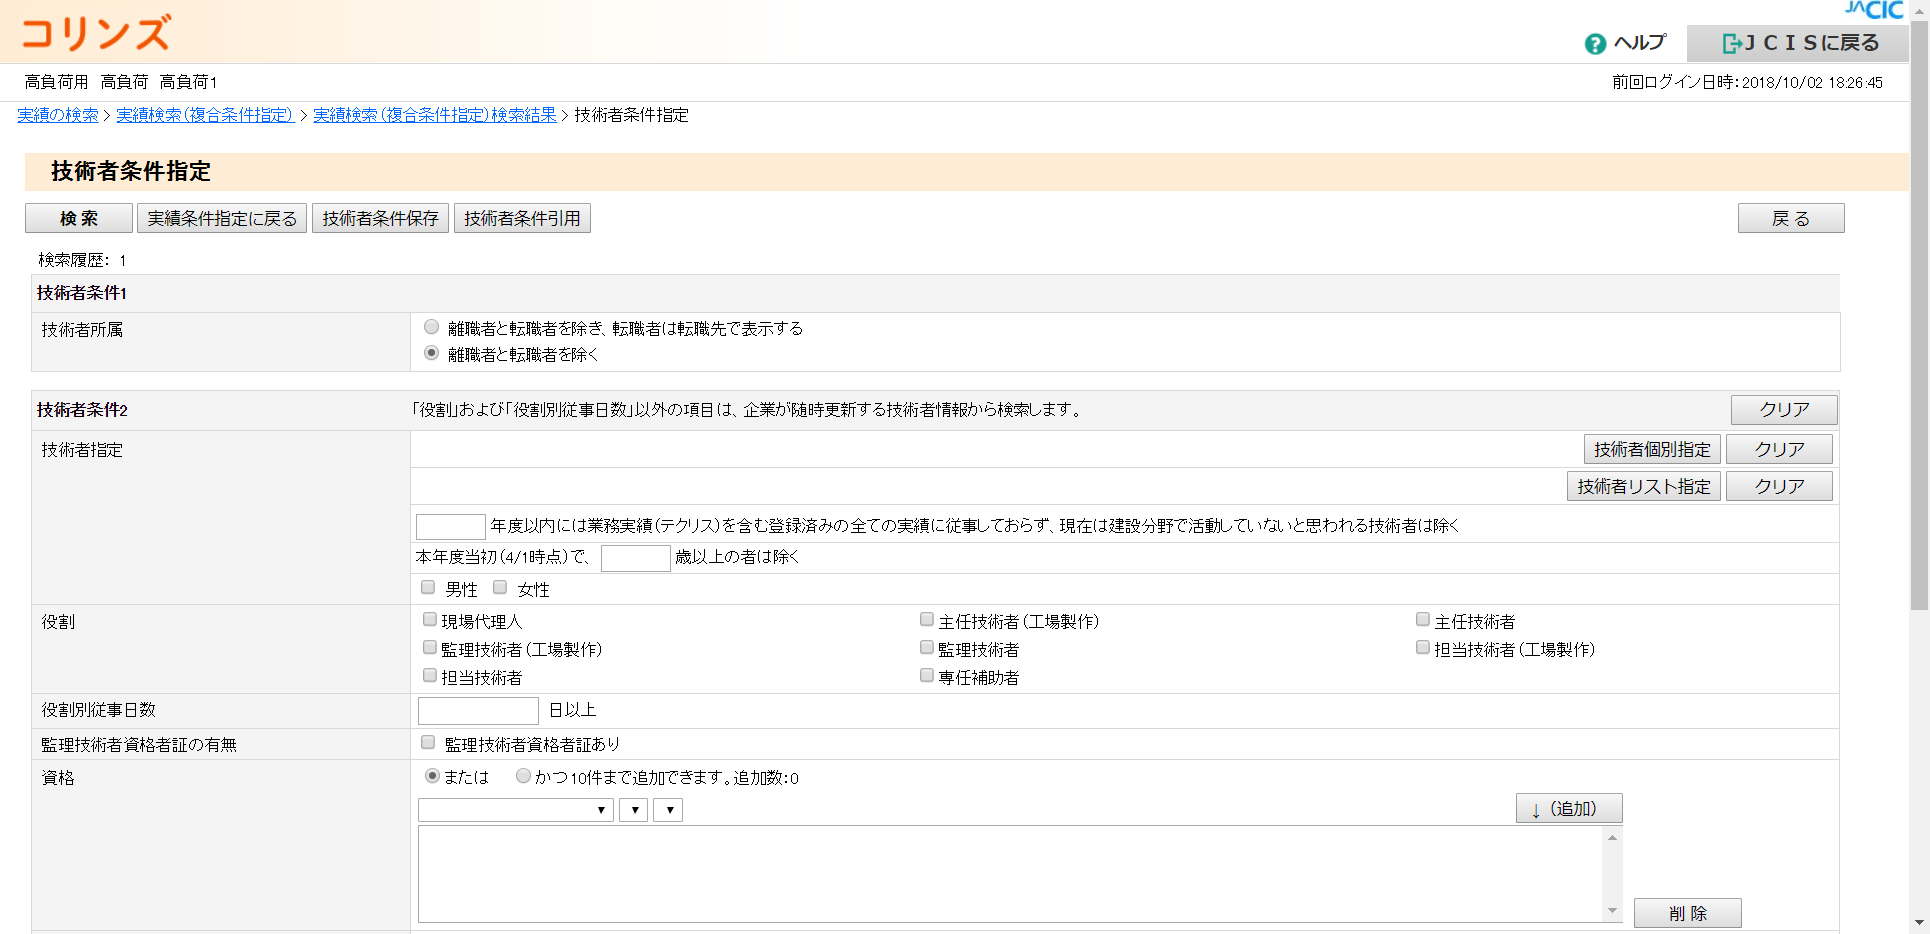 コリンズ
JACIC
ヘルプ
ＪＣＩＳに戻る
高負荷用 高負荷 高負荷1
前回ログイン日時：2018/10/02 18:26:45
実績の検索 > 実績検索（複合条件指定） > 実績検索（複合条件指定）検索結果 > 技術者条件指定
技術者条件指定
検 索 実績条件指定に戻る 技術者条件保存 技術者条件引用 戻 る
検索履歴： 1
技術者条件1
技術者所属
離職者と転職者を除き、転職者は転職先で表示する
離職者と転職者を除く
技術者条件2 「役割」および「役割別従事日数」以外の項目は、企業が随時更新する技術者情報から検索します。 クリア
技術者指定 技術者個別指定 クリア
技術者リスト指定 クリア
年度以内には業務実績（テクリス）を含む登録済みの全ての実績に従事しておらず、現在は建設分野で活動していないと思われる技術者は除く
本年度当初（4/1時点）で、 歳以上の者は除く
男性 女性
役割 現場代理人 主任技術者（工場製作） 主任技術者
監理技術者（工場製作） 監理技術者 担当技術者（工場製作）
担当技術者 専任補助者
役割別従事日数 日以上
監理技術者資格者証の有無 監理技術者資格者証あり
資格 または かつ 10件まで追加できます。追加数：0
↓（追加）
削 除